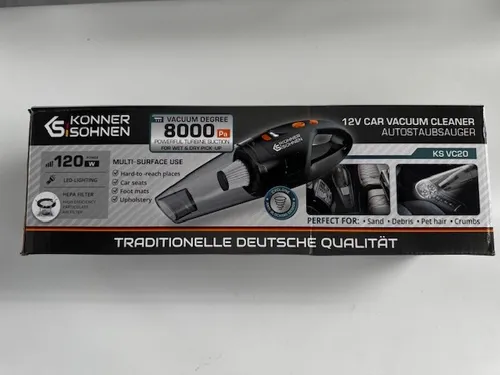 KONNER
SOHNEN
VACUUM DEGREE
8000 Pa
POWERFUL TURBINE SUCTION
FOR WET & DRY PICK-UP
12V CAR VACUUM CLEANER
AUTOSTAUBSAUGER
KS VC20
120 W
LED-LIGHTING
HEPA FILTER
MULTI-SURFACE USE
Hard-to-reach places
Car seats
Foot mats
Upholstery
KONNER
SOHNEN
PERFECT FOR: • Sand • Debris • Pet hair • Crumbs
TRADITIONELLE DEUTSCHE QUALITÄT